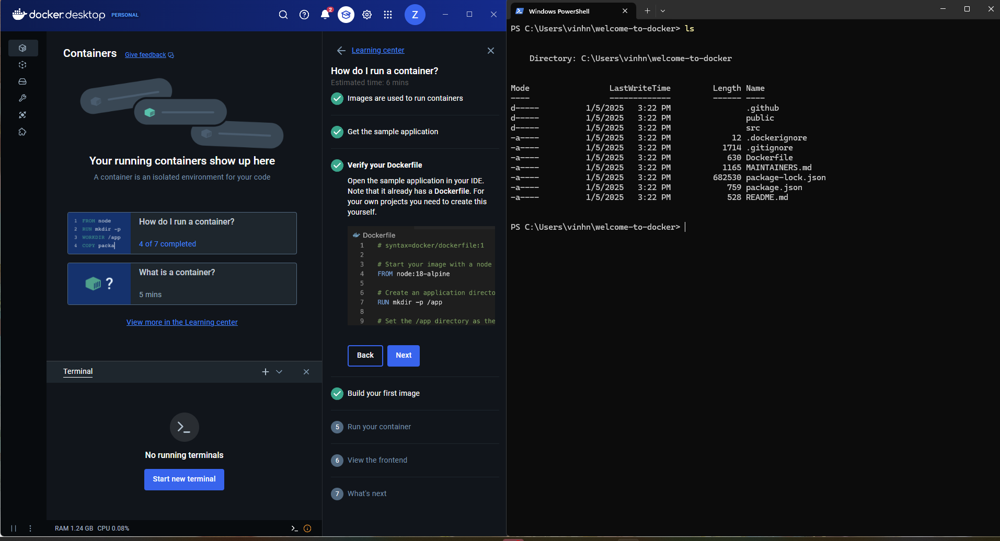 docker. desktop PERSONAL
2
Z
Containers
Give feedback
Your running containers show up here
A container is an isolated environment for your code
1 FROM node
2 RUN mkdir -p
3 WORKDIR /app
4 COPY packa
How do I run a container?
4 of 7 completed
?
What is a container?
5 mins
View more in the Learning center
Terminal
No running terminals
Start new terminal
RAM 1.24 GB CPU 0.08%
Learning center
How do I run a container?
Estimated time: 6 mins
Images are used to run containers
Get the sample application
Verify your Dockerfile
Open the sample application in your IDE.
Note that it already has a Dockerfile. For
your own projects you need to create this
yourself.
Dockerfile
1 # syntax=docker/dockerfile:1
2
3 # Start your image with a node
4 FROM node:18-alpine
5
6 # Create an application directo
7 RUN mkdir -p /app
8
9 # Set the /app directory as the
Back Next
Build your first image
5 Run your container
6 View the frontend
7 What's next
Windows PowerShell
PS C:\Users\vinhn\welcome-to-docker> ls
Directory: C:\Users\vinhn\welcome-to-docker
Mode LastWriteTime Length Name
---- ------------- ------ ----
d----- 1/5/2025 3:22 PM .github
d----- 1/5/2025 3:22 PM public
d----- 1/5/2025 3:22 PM src
-a---- 1/5/2025 3:22 PM 12 .dockerignore
-a---- 1/5/2025 3:22 PM 1714 .gitignore
-a---- 1/5/2025 3:22 PM 630 Dockerfile
-a---- 1/5/2025 3:22 PM 1165 MAINTAINERS.md
-a---- 1/5/2025 3:22 PM 682530 package-lock.json
-a---- 1/5/2025 3:22 PM 759 package.json
-a---- 1/5/2025 3:22 PM 528 README.md
PS C:\Users\vinhn\welcome-to-docker>